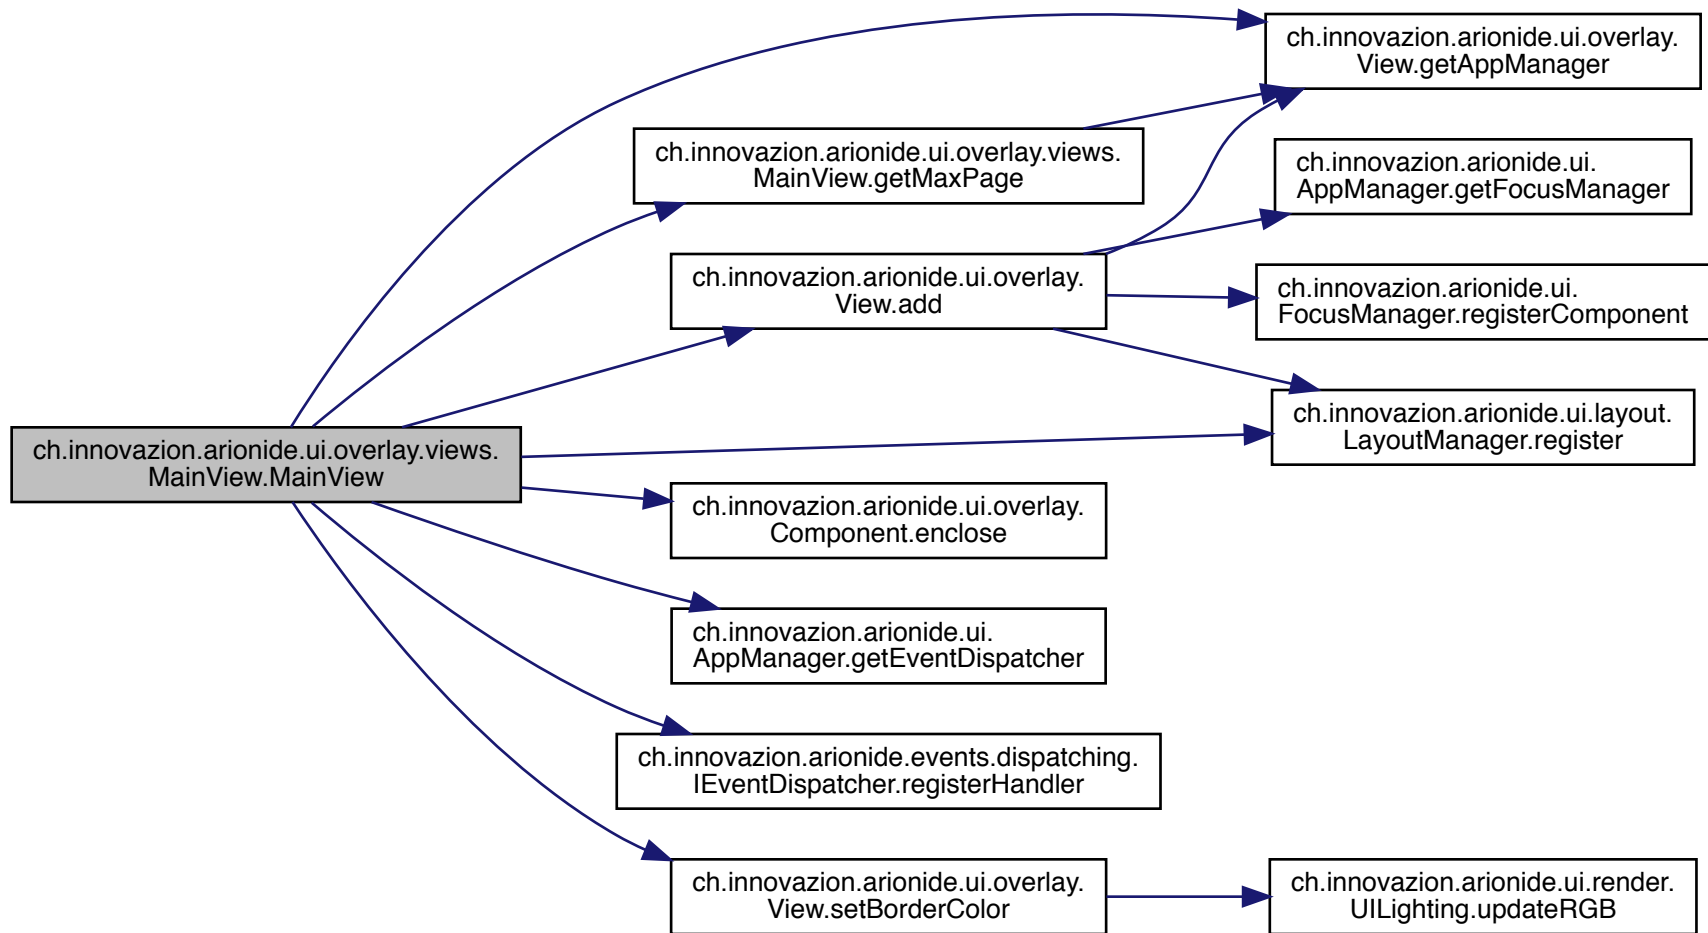 ch.innovazion.arionide.ui.overlay.
View.getAppManager
ch.innovazion.arionide.ui.overlay.views.
MainView.getMaxPage
ch.innovazion.arionide.ui.
AppManager.getFocusManager
ch.innovazion.arionide.ui.overlay.
View.add
ch.innovazion.arionide.ui.
FocusManager.registerComponent
ch.innovazion.arionide.ui.layout.
LayoutManager.register
ch.innovazion.arionide.ui.overlay.views.
MainView.MainView
ch.innovazion.arionide.ui.overlay.
Component.enclose
ch.innovazion.arionide.ui.
AppManager.getEventDispatcher
ch.innovazion.arionide.events.dispatching.
IEventDispatcher.registerHandler
ch.innovazion.arionide.ui.overlay.
View.setBorderColor
ch.innovazion.arionide.ui.render.
UILighting.updateRGB